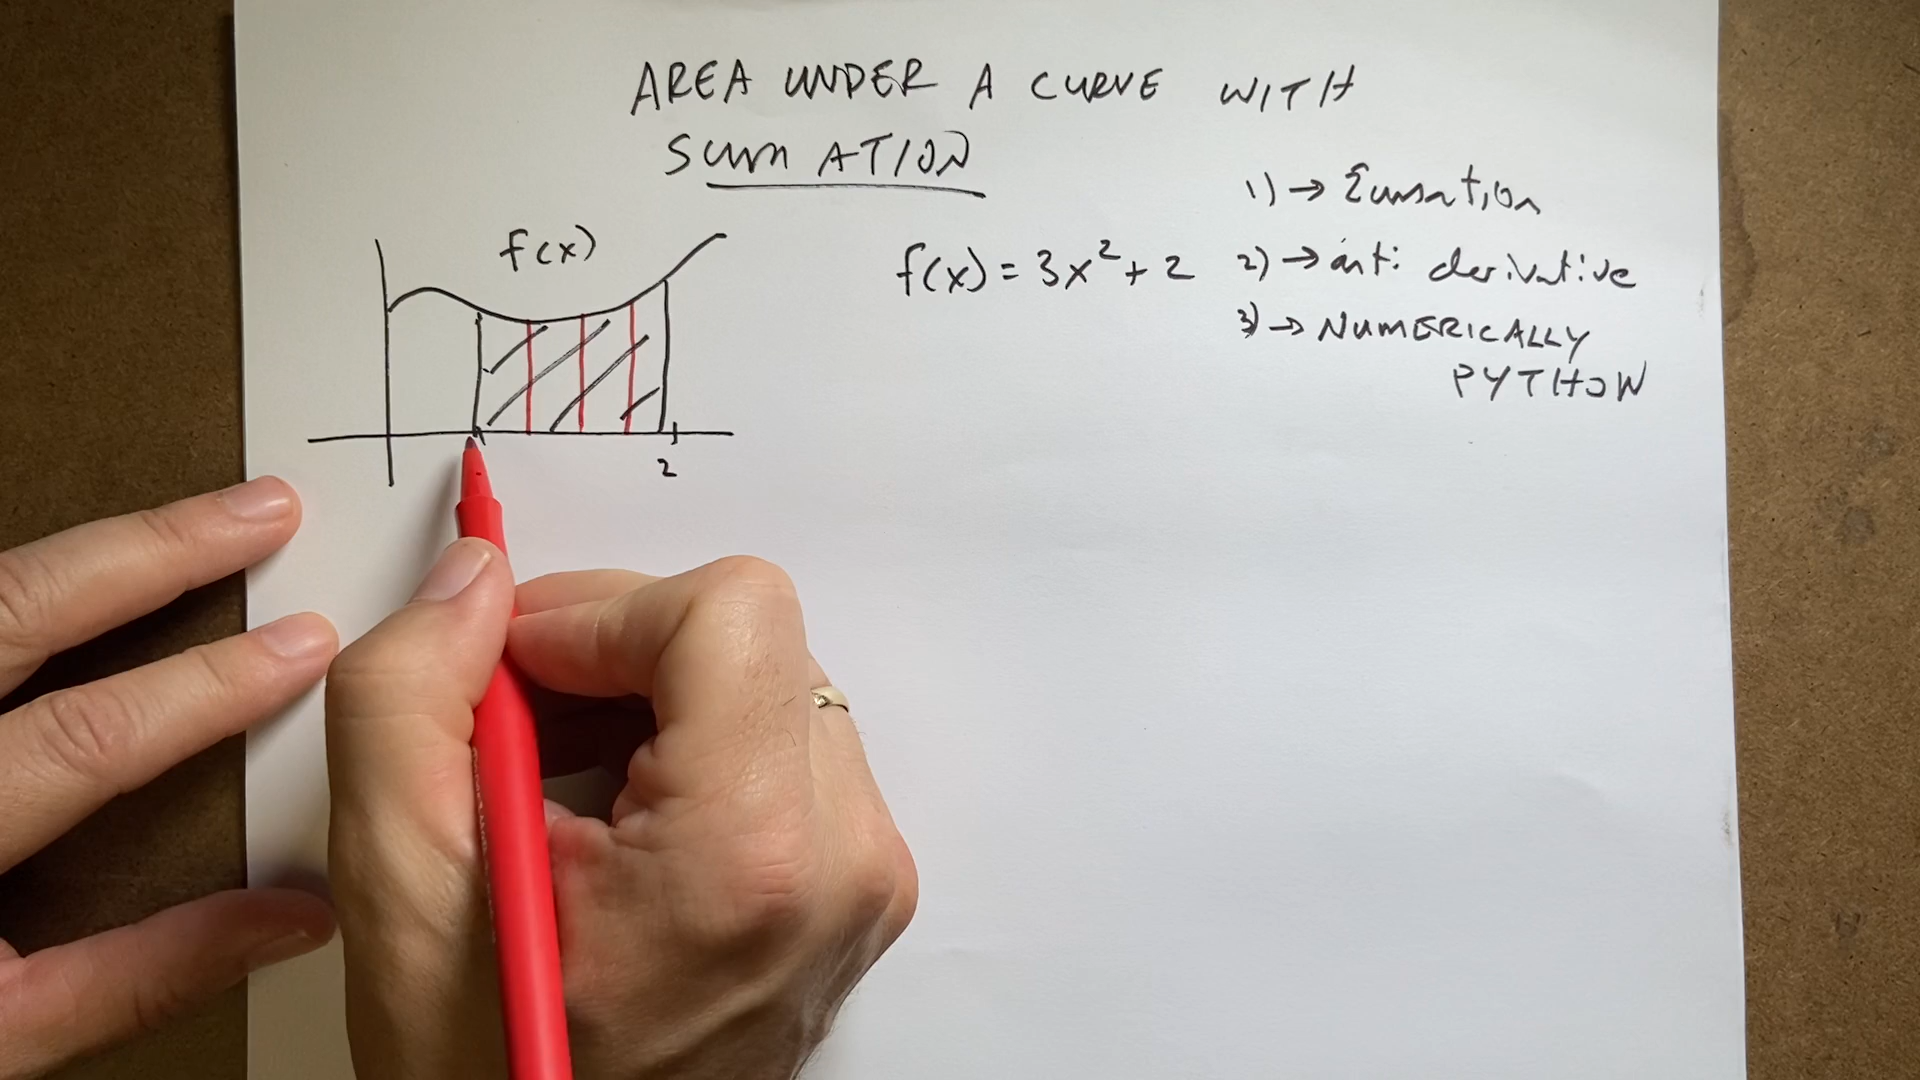 AREA UNDER A CURVE WITH
SUMMATION
1) → Summation
f(x)
f(x) = 3x² + 2
2) → anti derivative
3) → NUMERICALLY
PYTHON
2